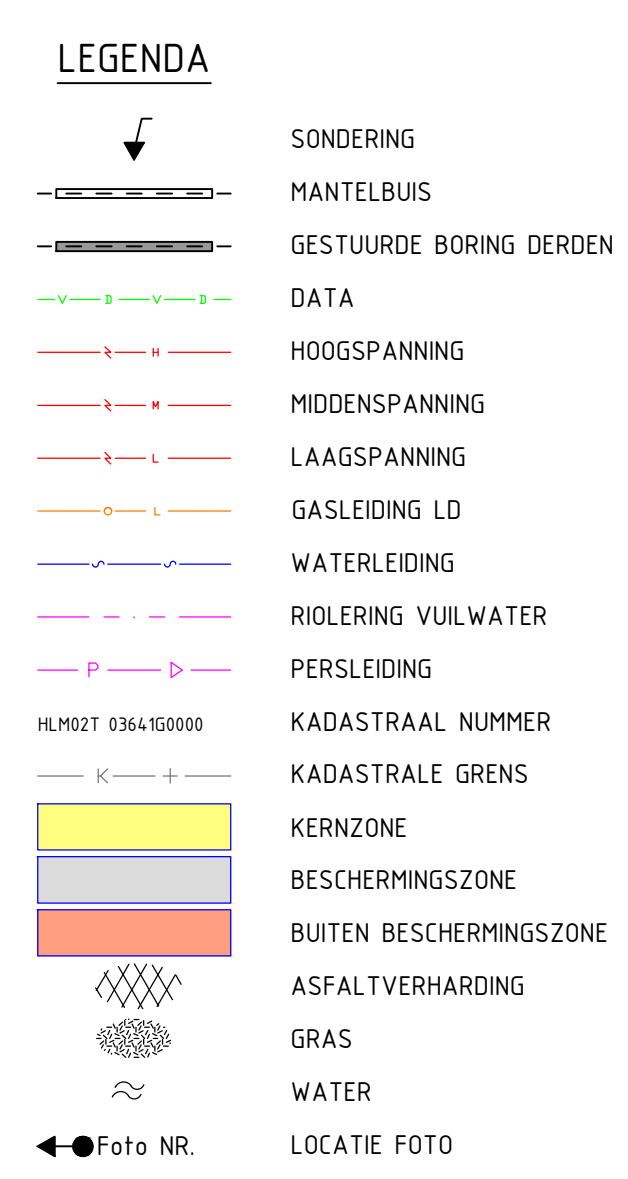 LEGENDA
SONDERING
MANTELBUIS
GESTUURDE BORING DERDEN
V D V D DATA
H HOOGSPANNING
M MIDDENSPANNING
L LAAGSPANNING
L GASLEIDING LD
WATERLEIDING
RIOLERING VUILWATER
P PERSLEIDING
HLM02T 03641G0000 KADASTRAAL NUMMER
K + KADASTRALE GRENS
KERNZONE
BESCHERMINGSZONE
BUITEN BESCHERMINGSZONE
ASFALTVERHARDING
GRAS
WATER
Foto NR. LOCATIE FOTO